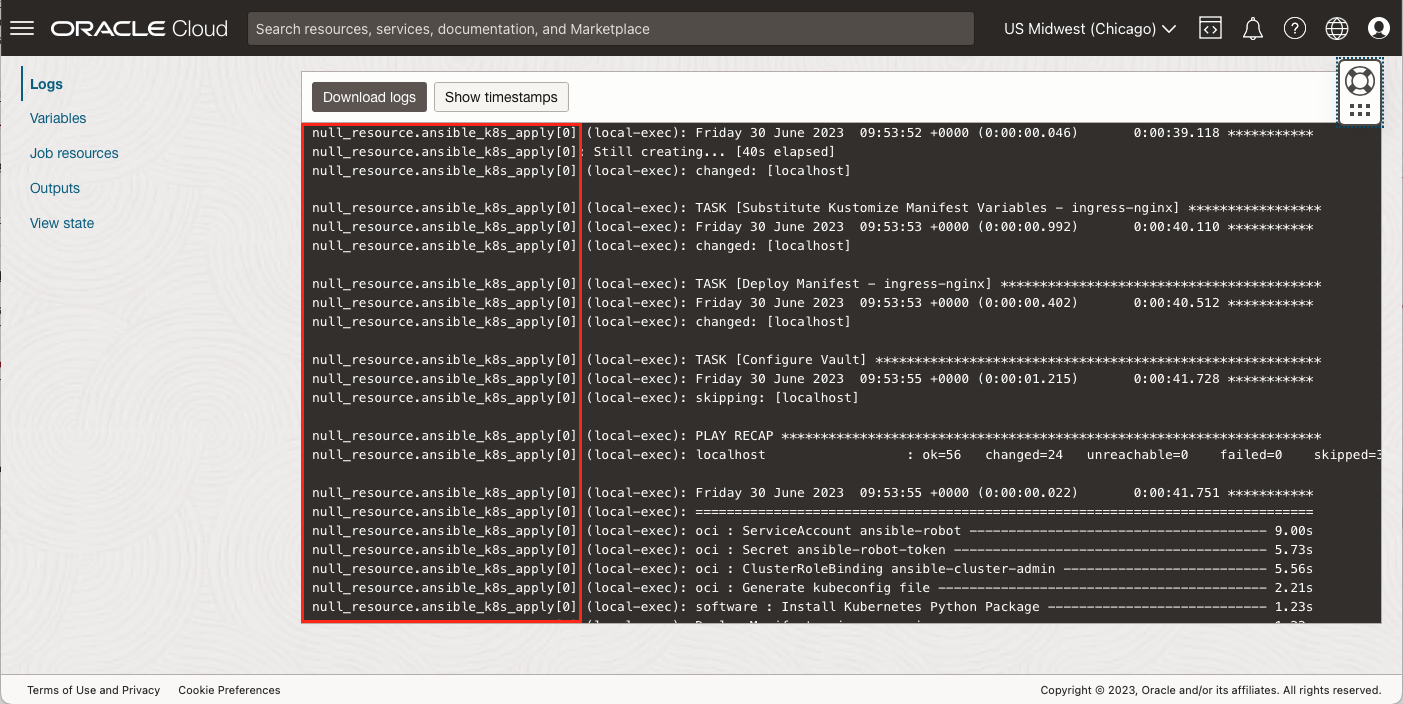 ORACLE Cloud
Search resources, services, documentation, and Marketplace
US Midwest (Chicago)
Logs
Variables
Job resources
Outputs
View state
Download logs
Show timestamps
null_resource.ansible_k8s_apply[0] (local-exec): Friday 30 June 2023  09:53:52 +0000 (0:00:00.046)       0:00:39.118 ***********
null_resource.ansible_k8s_apply[0]: Still creating... [40s elapsed]
null_resource.ansible_k8s_apply[0] (local-exec): changed: [localhost]
null_resource.ansible_k8s_apply[0] (local-exec): TASK [Substitute Kustomize Manifest Variables - ingress-nginx] *****************
null_resource.ansible_k8s_apply[0] (local-exec): Friday 30 June 2023  09:53:53 +0000 (0:00:00.992)       0:00:40.110 ***********
null_resource.ansible_k8s_apply[0] (local-exec): changed: [localhost]
null_resource.ansible_k8s_apply[0] (local-exec): TASK [Deploy Manifest - ingress-nginx] *****************************************
null_resource.ansible_k8s_apply[0] (local-exec): Friday 30 June 2023  09:53:53 +0000 (0:00:00.402)       0:00:40.512 ***********
null_resource.ansible_k8s_apply[0] (local-exec): changed: [localhost]
null_resource.ansible_k8s_apply[0] (local-exec): TASK [Configure Vault] *********************************************************
null_resource.ansible_k8s_apply[0] (local-exec): Friday 30 June 2023  09:53:55 +0000 (0:00:01.215)       0:00:41.728 ***********
null_resource.ansible_k8s_apply[0] (local-exec): skipping: [localhost]
null_resource.ansible_k8s_apply[0] (local-exec): PLAY RECAP *********************************************************************
null_resource.ansible_k8s_apply[0] (local-exec): localhost                  : ok=56   changed=24   unreachable=0    failed=0    skipped=3
null_resource.ansible_k8s_apply[0] (local-exec): Friday 30 June 2023  09:53:55 +0000 (0:00:00.022)       0:00:41.751 ***********
null_resource.ansible_k8s_apply[0] (local-exec): ===============================================================================
null_resource.ansible_k8s_apply[0] (local-exec): oci : ServiceAccount ansible-robot -------------------------------------- 9.00s
null_resource.ansible_k8s_apply[0] (local-exec): oci : Secret ansible-robot-token ---------------------------------------- 5.73s
null_resource.ansible_k8s_apply[0] (local-exec): oci : ClusterRoleBinding ansible-cluster-admin -------------------------- 5.56s
null_resource.ansible_k8s_apply[0] (local-exec): oci : Generate kubeconfig file ------------------------------------------ 2.21s
null_resource.ansible_k8s_apply[0] (local-exec): software : Install Kubernetes Python Package ---------------------------- 1.23s
Terms of Use and Privacy
Cookie Preferences
Copyright © 2023, Oracle and/or its affiliates. All rights reserved.